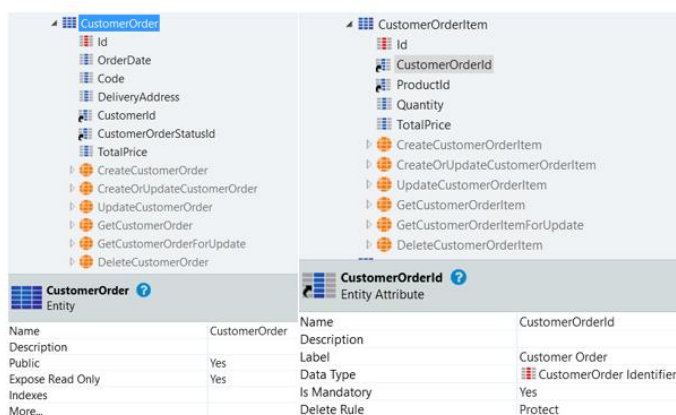 CustomerOrder
Id
OrderDate
Code
DeliveryAddress
CustomerId
CustomerOrderStatusId
TotalPrice
CreateCustomerOrder
CreateOrUpdateCustomerOrder
UpdateCustomerOrder
GetCustomerOrder
GetCustomerOrderForUpdate
DeleteCustomerOrder
CustomerOrder ?
Entity
Name CustomerOrder
Description
Public Yes
Expose Read Only Yes
Indexes
More...
CustomerOrderItem
Id
CustomerOrderId
ProductId
Quantity
TotalPrice
CreateCustomerOrderItem
CreateOrUpdateCustomerOrderItem
UpdateCustomerOrderItem
GetCustomerOrderItem
GetCustomerOrderItemForUpdate
DeleteCustomerOrderItem
CustomerOrderId ?
Entity Attribute
Name CustomerOrderId
Description
Label Customer Order
Data Type CustomerOrder Identifier
Is Mandatory Yes
Delete Rule Protect